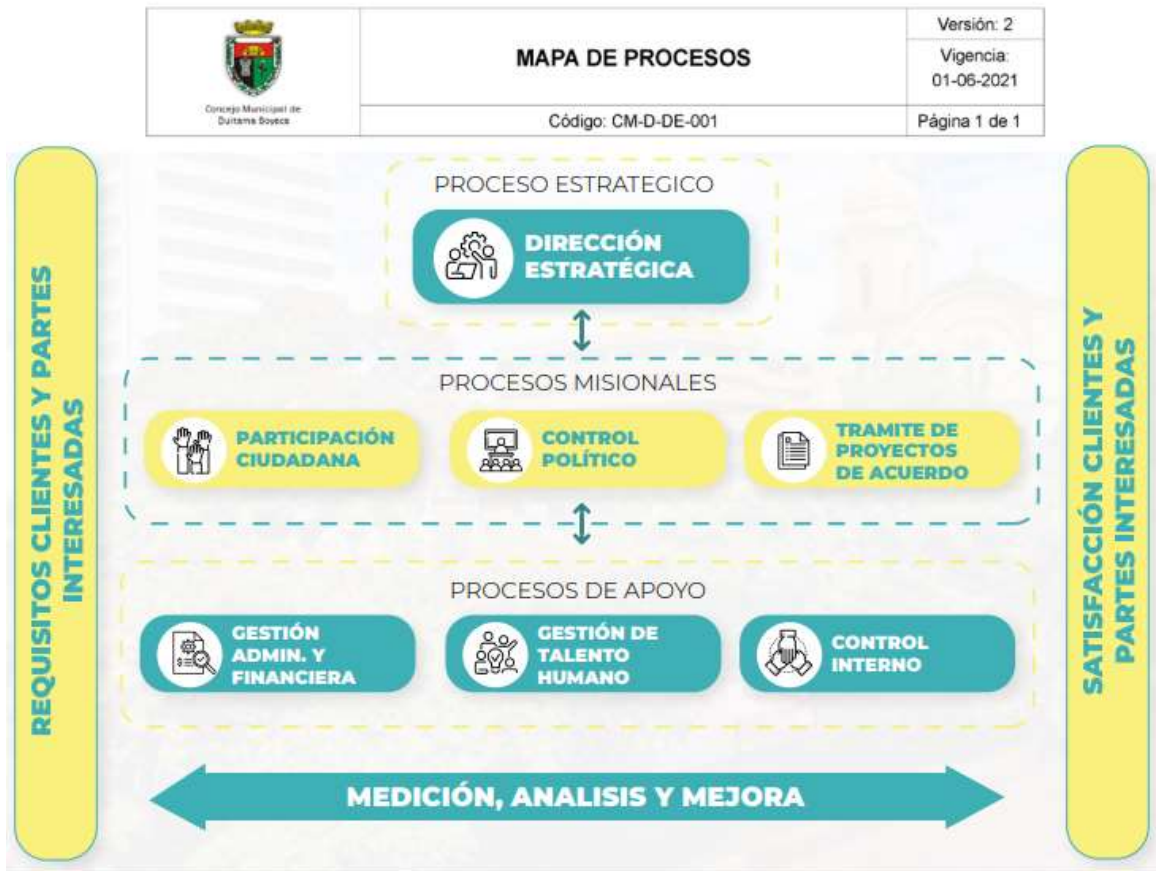 Concejo Municipal de
Duitama Boyacá
MAPA DE PROCESOS
Código: CM-D-DE-001
Versión: 2
Vigencia:
01-06-2021
Página 1 de 1
REQUISITOS CLIENTES Y PARTES
INTERESADAS
PROCESO ESTRATEGICO
DIRECCIÓN
ESTRATÉGICA
PROCESOS MISIONALES
PARTICIPACIÓN
CIUDADANA
CONTROL
POLÍTICO
TRAMITE DE
PROYECTOS
DE ACUERDO
PROCESOS DE APOYO
GESTIÓN
ADMIN. Y
FINANCIERA
GESTIÓN DE
TALENTO
HUMANO
CONTROL
INTERNO
MEDICIÓN, ANALISIS Y MEJORA
SATISFACCIÓN CLIENTES Y
PARTES INTERESADAS